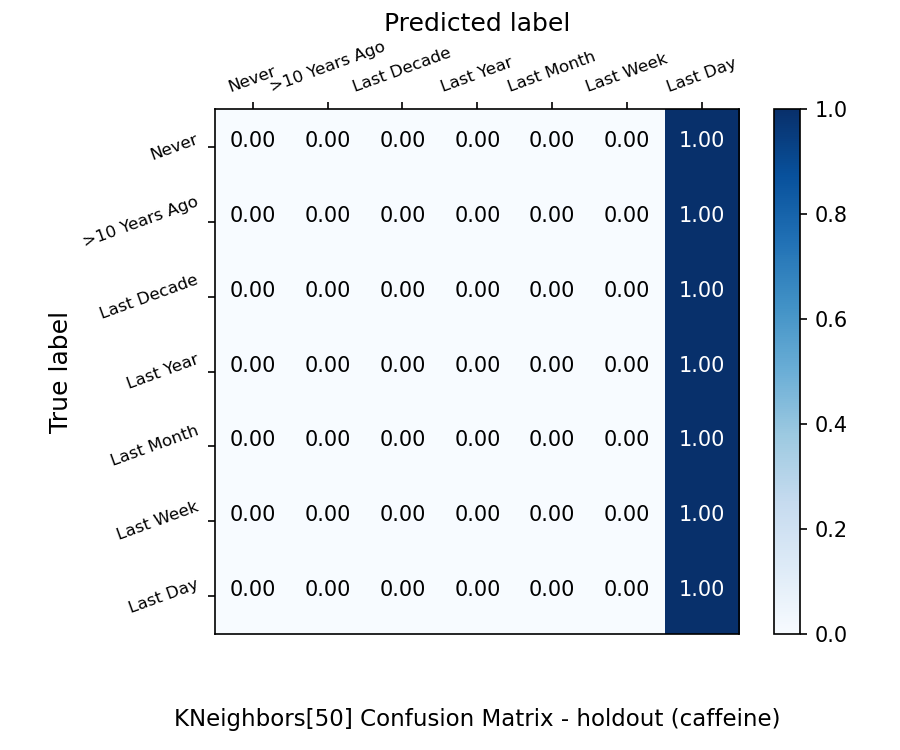 Predicted label
Never >10 Years Ago Last Decade Last Year Last Month Last Week Last Day
True label
Never 0.00 0.00 0.00 0.00 0.00 0.00 1.00
>10 Years Ago 0.00 0.00 0.00 0.00 0.00 0.00 1.00
Last Decade 0.00 0.00 0.00 0.00 0.00 0.00 1.00
Last Year 0.00 0.00 0.00 0.00 0.00 0.00 1.00
Last Month 0.00 0.00 0.00 0.00 0.00 0.00 1.00
Last Week 0.00 0.00 0.00 0.00 0.00 0.00 1.00
Last Day 0.00 0.00 0.00 0.00 0.00 0.00 1.00
1.0
0.8
0.6
0.4
0.2
0.0
KNeighbors[50] Confusion Matrix - holdout (caffeine)